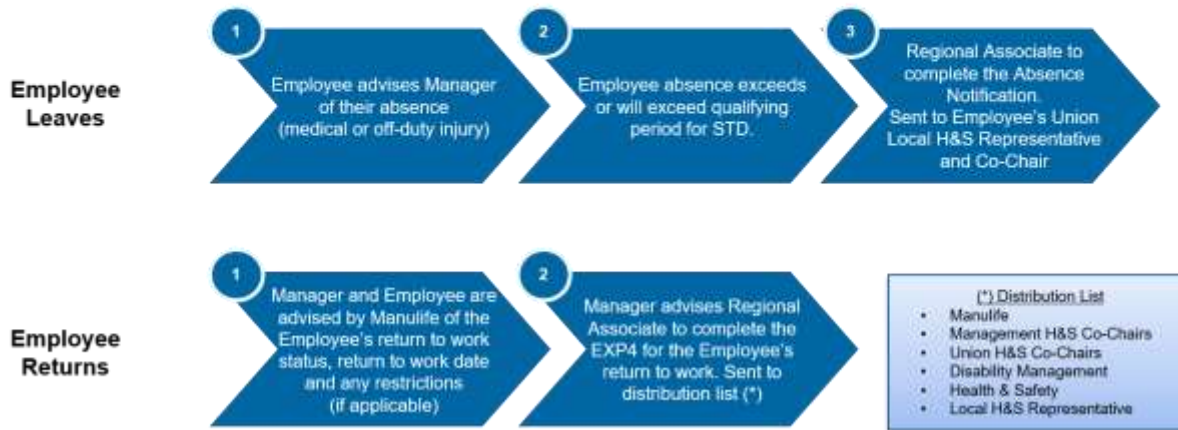 Employee
Leaves
1
Employee advises Manager
of their absence
(medical or off-duty injury)
2
Employee absence exceeds
or will exceed qualifying
period for STD.
3
Regional Associate to
complete the Absence
Notification.
Sent to Employee's Union
Local H&S Representative
and Co-Chair
Employee
Returns
1
Manager and Employee are
advised by Manulife of the
Employee's return to work
status, return to work date
and any restrictions
(if applicable)
2
Manager advises Regional
Associate to complete the
EXP4 for the Employee's
return to work. Sent to
distribution list (*)
(*) Distribution List
• Manulife
• Management H&S Co-Chairs
• Union H&S Co-Chairs
• Disability Management
• Health & Safety
• Local H&S Representative